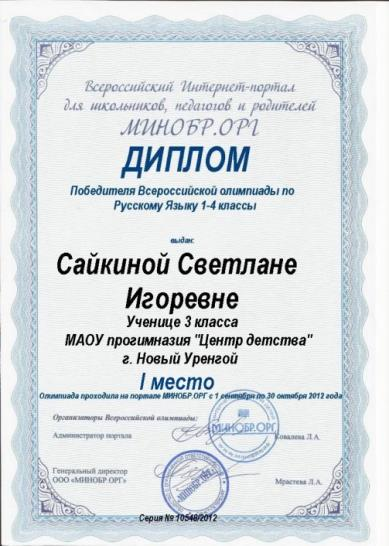 Всероссийский Интернет-портал
для школьников, педагогов и родителей
МИНОБР.ОРГ
ДИПЛОМ
Победителя Всероссийской олимпиады по
Русскому Языку 1-4 классы
выдан:
Сайкиной Светлане
Игоревне
Ученице 3 класса
МАОУ прогимназия "Центр детства"
г. Новый Уренгой
I место
Олимпиада проходила на портале МИНОБР.ОРГ с 1 сентября по 30 октября 2012 года
Организаторы Всероссийской олимпиады:
Администратор портала
Ковалева Л.А.
МИНОБР.ОРГ
Генеральный директор
ООО «МИНОБР.ОРГ»
Мрастева Л.А.
МИНОБР.ОРГ
Серия № 10548/2012